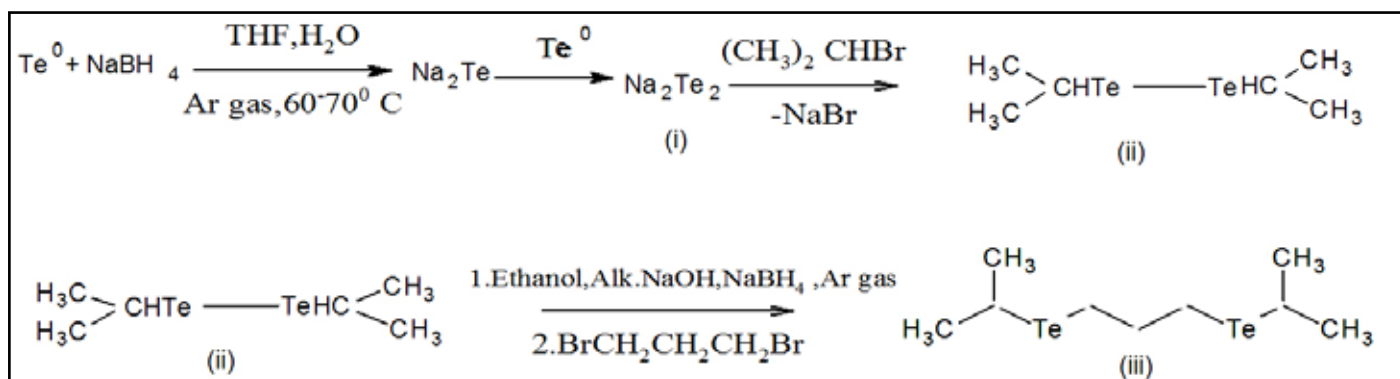 Te⁰ + NaBH₄ THF,H₂O Na₂Te Te⁰ Na₂Te₂ (CH₃)₂ CHBr H₃C CHTe TeHC CH₃
Ar gas,60-70⁰ C (i) -NaBr H₃C CH₃
(ii)
H₃C CHTe TeHC CH₃ 1.Ethanol,Alk.NaOH,NaBH₄ ,Ar gas CH₃ CH₃
H₃C CH₃ 2.BrCH₂CH₂CH₂Br H₃C Te Te CH₃
(ii) (iii)